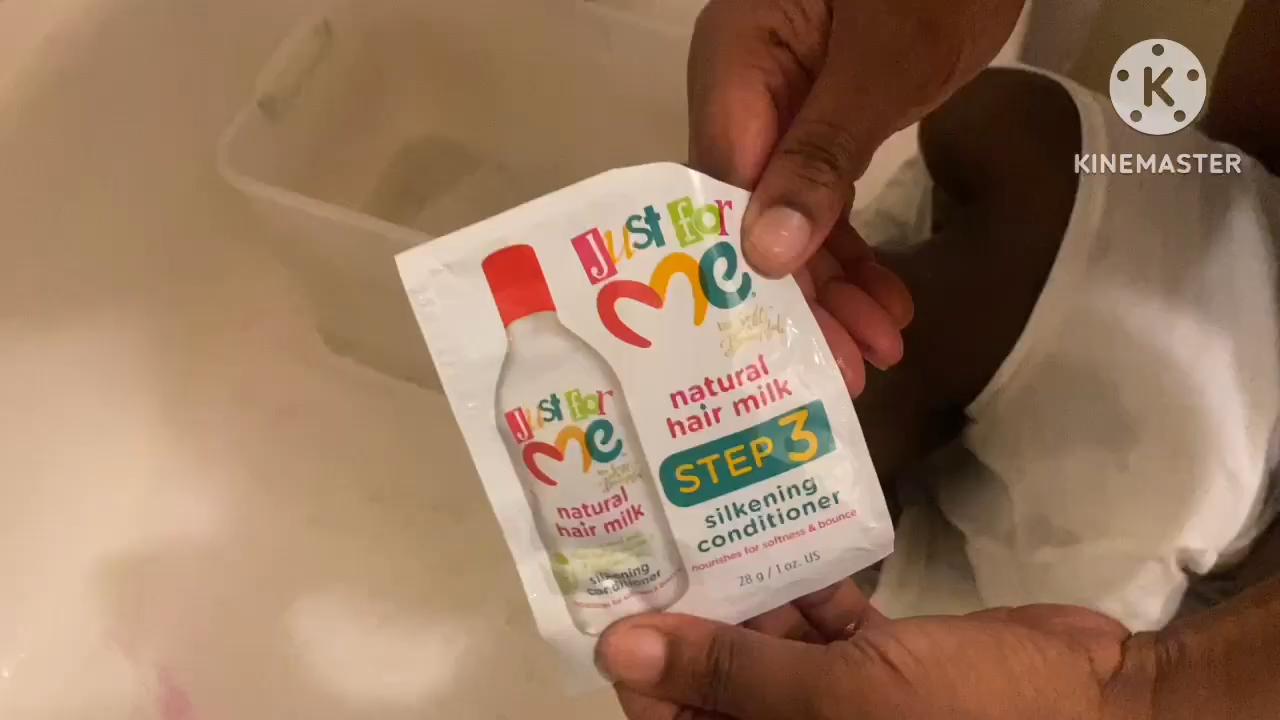 K
KINEMASTER
Just for
me
natural
hair milk
STEP 3
silkening
conditioner
nourishes for softness & bounce
28 g / 1 oz. US
Just for
me
natural
hair milk
silkening
conditioner